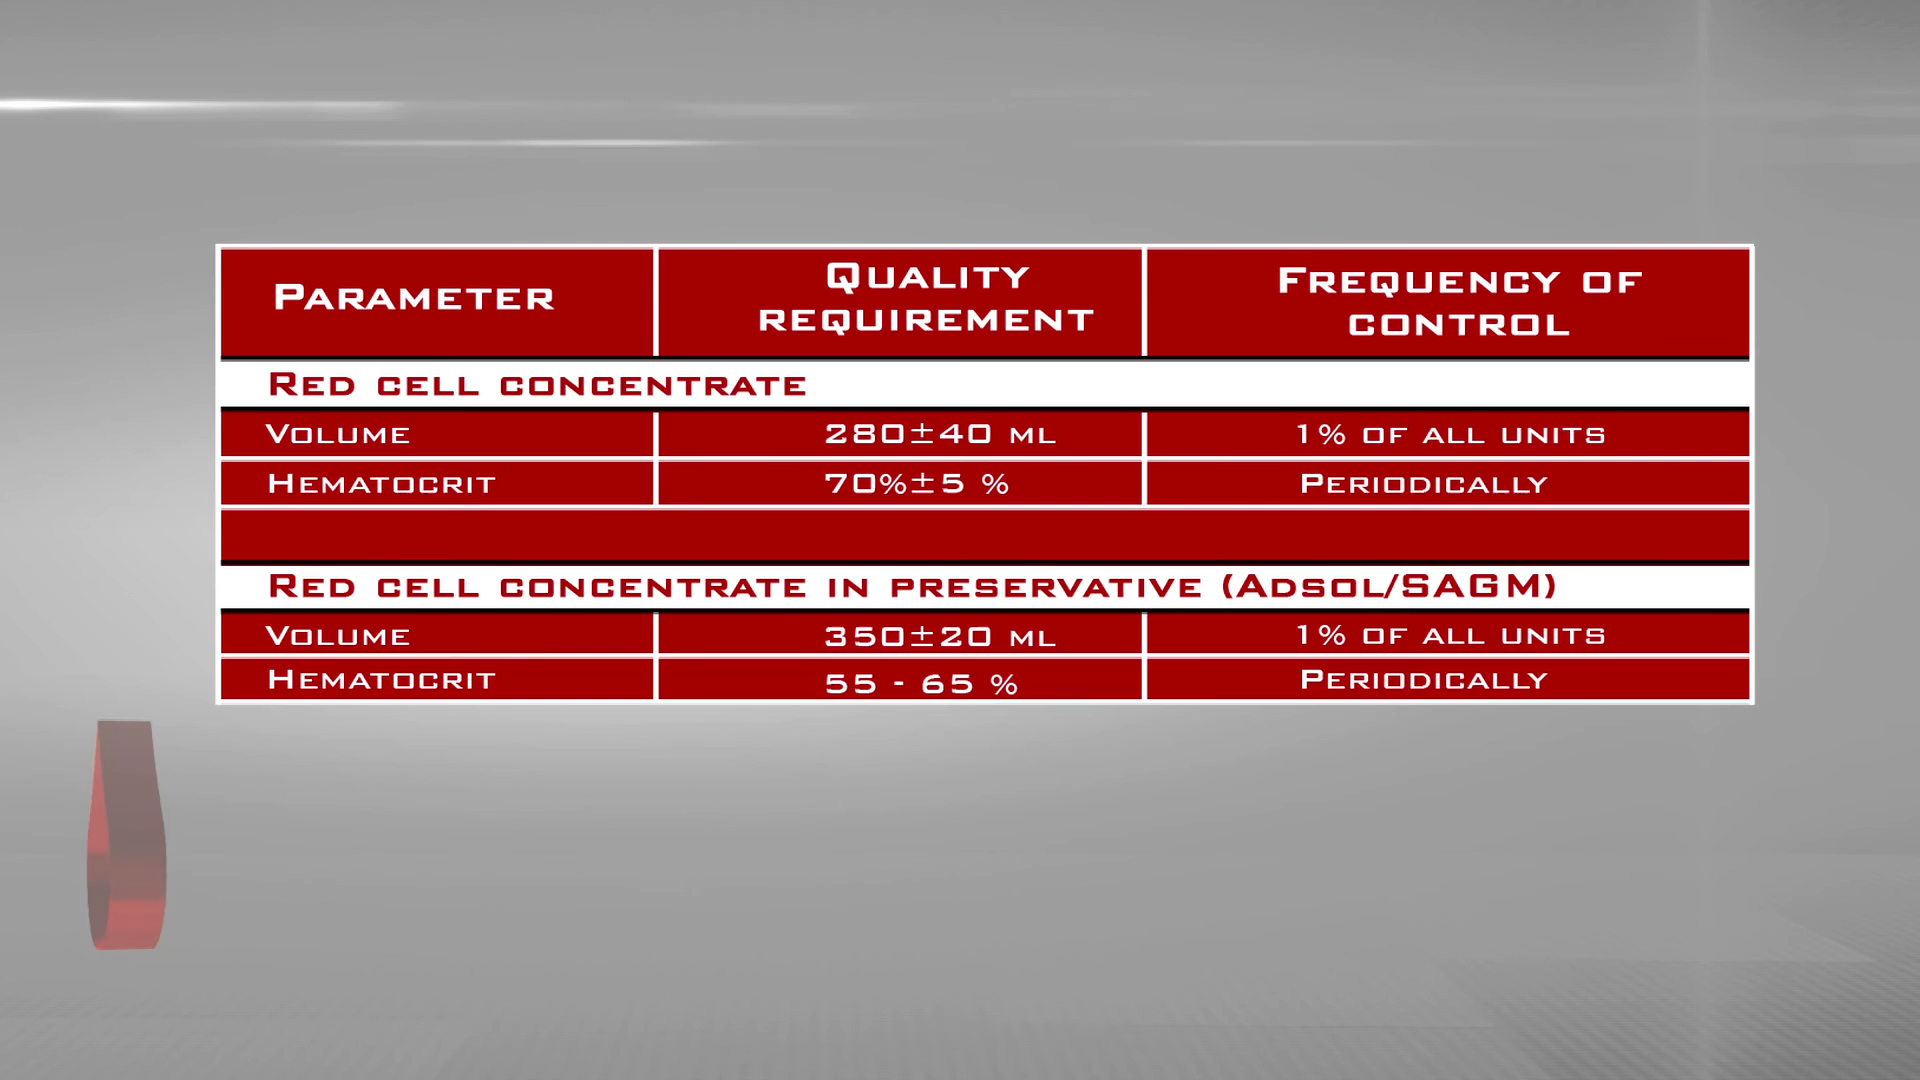 Parameter Quality requirement Frequency of control
Red cell concentrate
Volume 280±40 ml 1% of all units
Hematocrit 70%±5 % Periodically
Red cell concentrate in preservative (Adsol/SAGM)
Volume 350±20 ml 1% of all units
Hematocrit 55 - 65 % Periodically